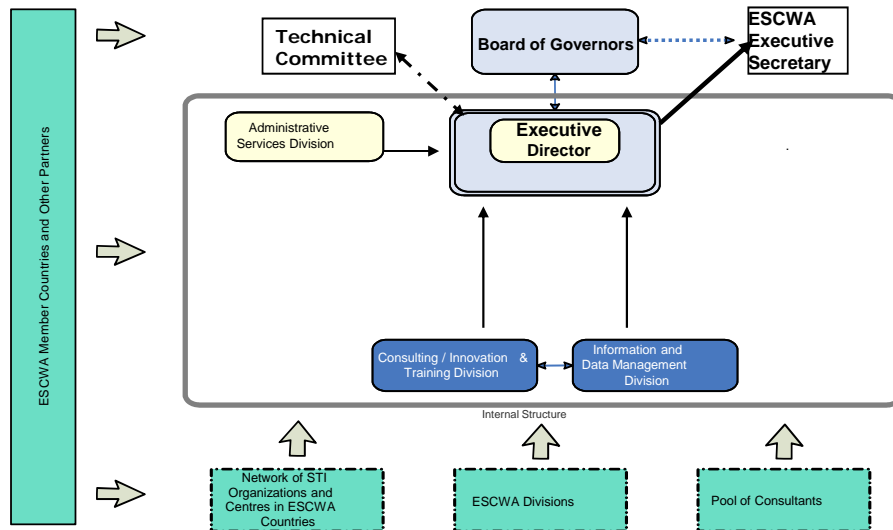 ESCWA Member Countries and Other Partners
Technical
Committee
Board of Governors
ESCWA
Executive
Secretary
Administrative
Services Division
Executive
Director
Consulting / Innovation &
Training Division
Information and
Data Management
Division
Internal Structure
Network of STI
Organizations and
Centres in ESCWA
Countries
ESCWA Divisions
Pool of Consultants